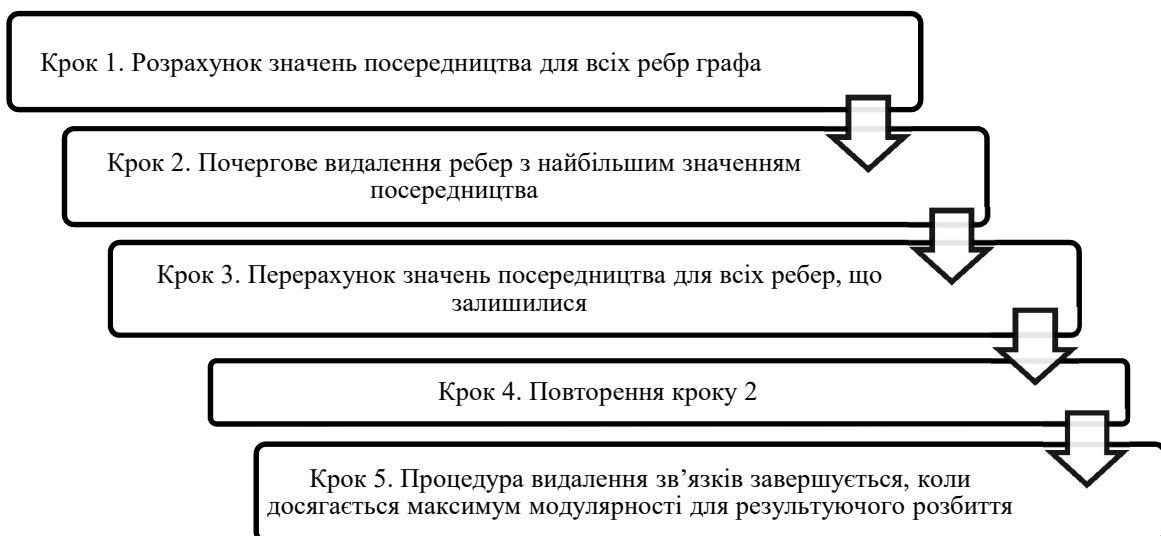 Крок 1. Розрахунок значень посередництва для всіх ребр графа
Крок 2. Почергове видалення ребер з найбільшим значенням
посередництва
Крок 3. Перерахунок значень посередництва для всіх ребер, що
залишилися
Крок 4. Повторення кроку 2
Крок 5. Процедура видалення зв’язків завершується, коли
досягається максимум модулярності для результуючого розбиття